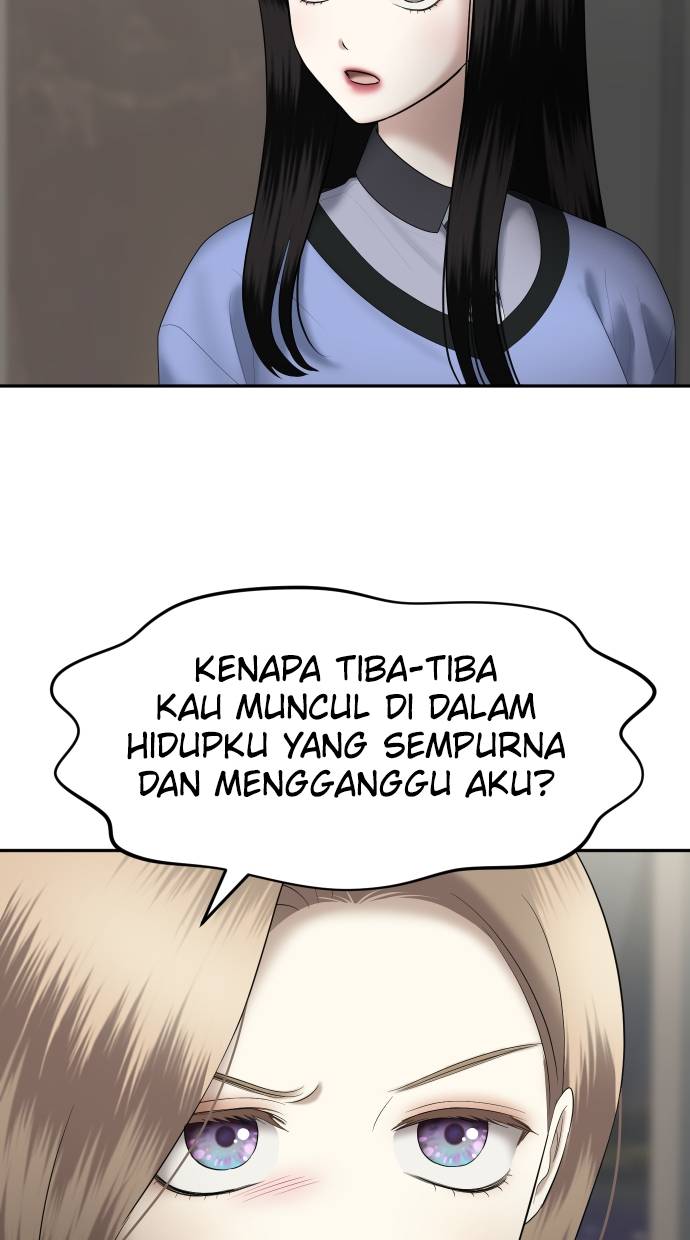 KENAPA TIBA-TIBA
KAU MUNCUL DI DALAM
HIDUPKU YANG SEMPURNA
DAN MENGGANGGU AKU?